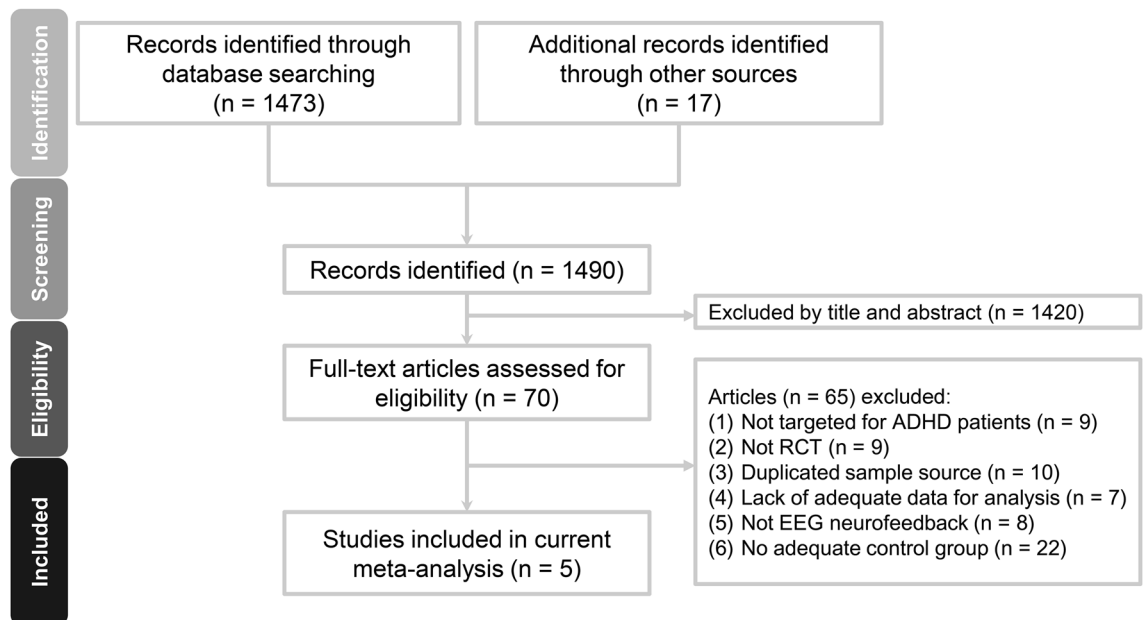 Identification
Records identified through
database searching
(n = 1473)
Additional records identified
through other sources
(n = 17)
Screening
Records identified (n = 1490)
Excluded by title and abstract (n = 1420)
Eligibility
Full-text articles assessed for
eligibility (n = 70)
Articles (n = 65) excluded:
(1) Not targeted for ADHD patients (n = 9)
(2) Not RCT (n = 9)
(3) Duplicated sample source (n = 10)
(4) Lack of adequate data for analysis (n = 7)
(5) Not EEG neurofeedback (n = 8)
(6) No adequate control group (n = 22)
Included
Studies included in current
meta-analysis (n = 5)